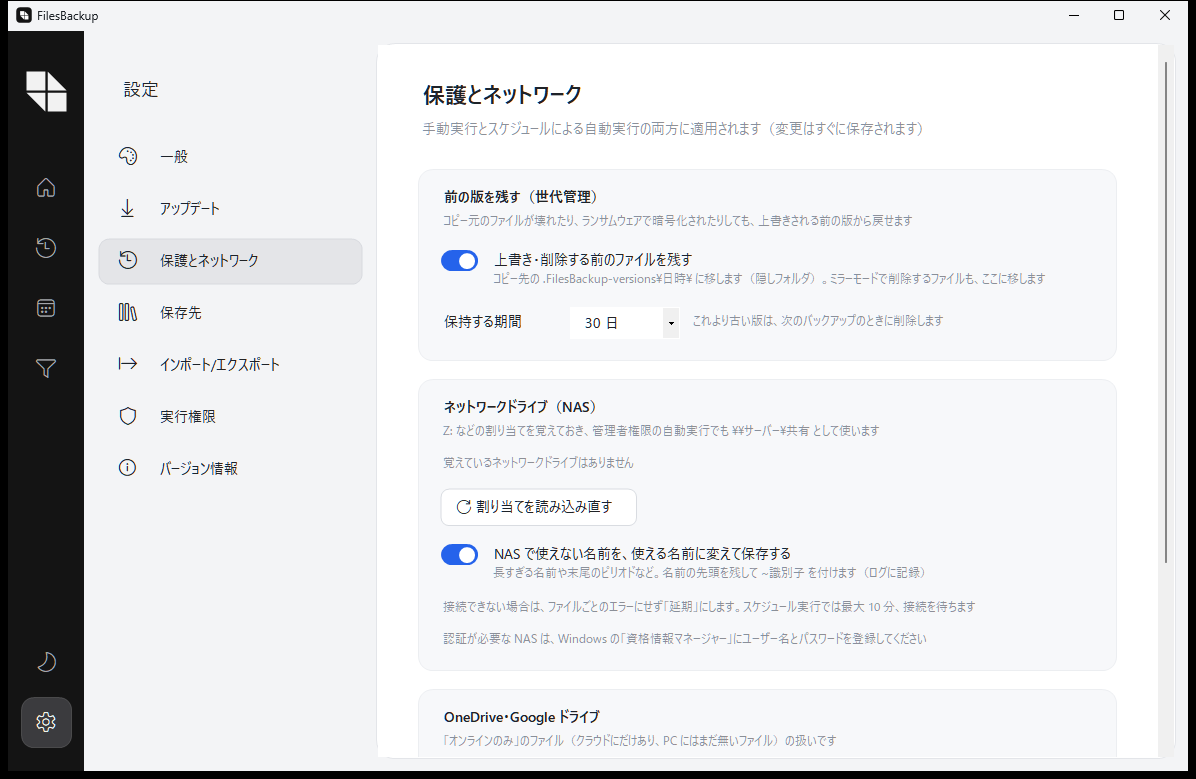 FilesBackup
設定
一般
アップデート
保護とネットワーク
保存先
インポート/エクスポート
実行権限
バージョン情報
保護とネットワーク
手動実行とスケジュールによる自動実行の両方に適用されます（変更はすぐに保存されます）
前の版を残す（世代管理）
コピー元のファイルが壊れたり、ランサムウェアで暗号化されたりしても、上書きされる前の版から戻せます
上書き・削除する前のファイルを残す
コピー先の .FilesBackup-versions¥日時¥ に移します（隠しフォルダ）。ミラーモードで削除するファイルも、ここに移します
保持する期間
30 日
これより古い版は、次のバックアップのときに削除します
ネットワークドライブ（NAS）
Z: などの割り当てを覚えておき、管理者権限の自動実行でも ¥¥サーバー¥共有 として使います
覚えているネットワークドライブはありません
割り当てを読み込み直す
NAS で使えない名前を、使える名前に変えて保存する
長すぎる名前や末尾のピリオドなど。名前の先頭を残して ~識別子 を付けます（ログに記録）
接続できない場合は、ファイルごとのエラーにせず「延期」にします。スケジュール実行では最大 10 分、接続を待ちます
認証が必要な NAS は、Windows の「資格情報マネージャー」にユーザー名とパスワードを登録してください
OneDrive・Google ドライブ
「オンラインのみ」のファイル（クラウドにだけあり、PC にはまだ無いファイル）の扱いです